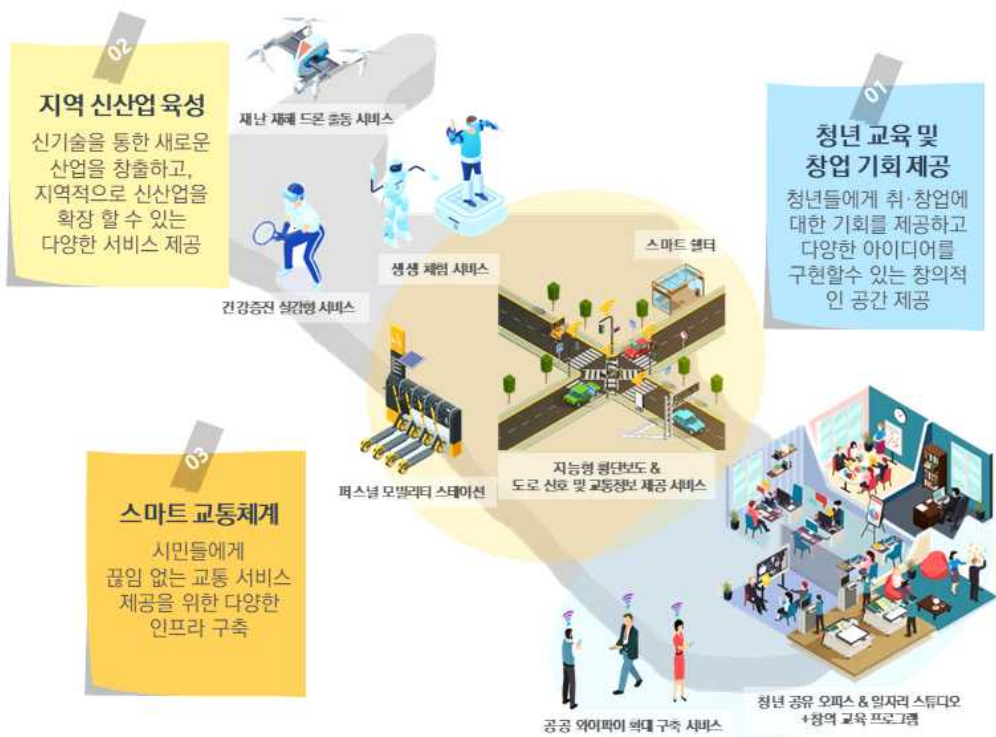 02
지역 신산업 육성
신기술을 통한 새로운
산업을 창출하고,
지역적으로 신산업을
확장 할 수 있는
다양한 서비스 제공
재난 재해 드론 출동 서비스
01
청년 교육 및
창업 기회 제공
청년들에게 취·창업에
대한 기회를 제공하고
다양한 아이디어를
구현할수 있는 창의적
인 공간 제공
생생 체험 서비스
스마트 쉘터
건강증진 실감형 서비스
03
스마트 교통체계
시민들에게
끊임 없는 교통 서비스
제공을 위한 다양한
인프라 구축
퍼스널 모빌리티 스테이션
지능형 횡단보도 &
도로 신호 및 교통정보 제공 서비스
공공 와이파이 확대 구축 서비스
청년 공유 오피스 & 일자리 스튜디오
+창의 교육 프로그램